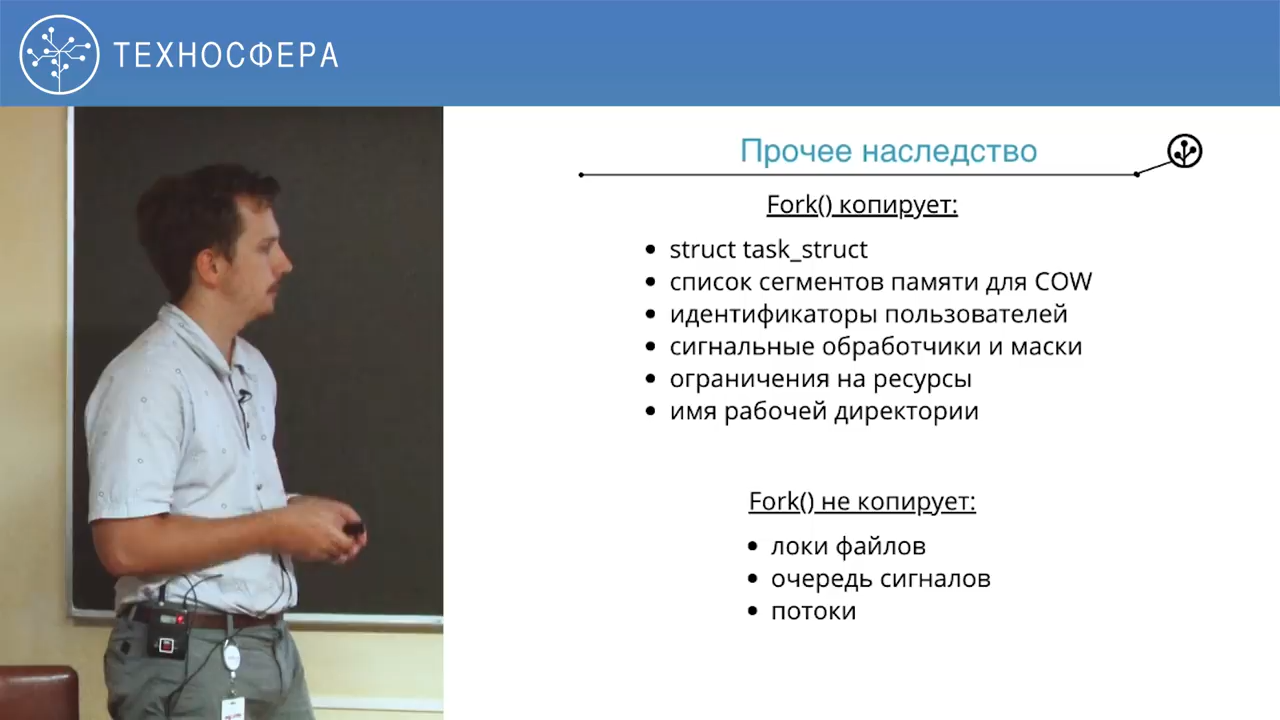 ТЕХНОСФЕРА
Прочее наследство
Fork() копирует:
• struct task_struct
• список сегментов памяти для COW
• идентификаторы пользователей
• сигнальные обработчики и маски
• ограничения на ресурсы
• имя рабочей директории
Fork() не копирует:
• локи файлов
• очередь сигналов
• потоки